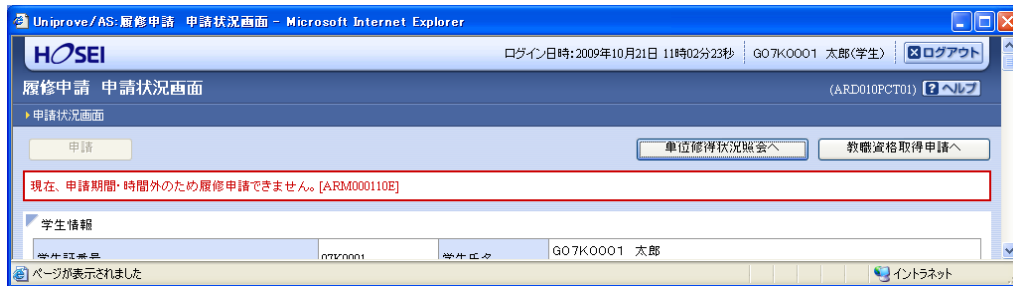 Uniprove/AS:履修申請 申請状況画面 - Microsoft Internet Explorer
HOSEI ログイン日時:2009年10月21日 11時02分23秒 G07K0001 太郎(学生) ログアウト
履修申請 申請状況画面 (ARD010PCT01) ? ヘルプ
申請状況画面
申請 単位修得状況照会へ 教職資格取得申請へ
現在、申請期間・時間外のため履修申請できません。[ARM000110E]
学生情報
学生証番号 07K0001 学生氏名 G07K0001 太郎
ページが表示されました イントラネット